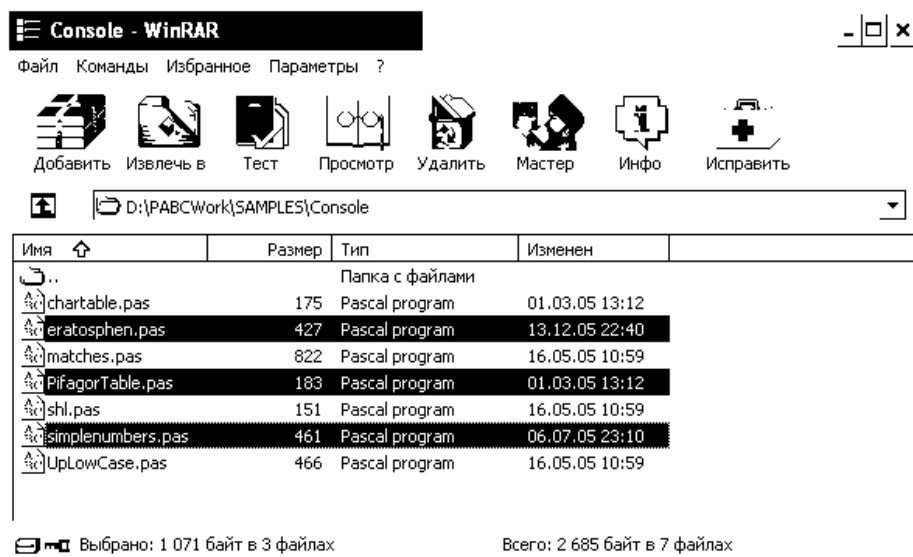 Console - WinRAR
Файл Команды Избранное Параметры ?
Добавить Извлечь в Тест Просмотр Удалить Мастер Инфо Исправить
D:\PABCWork\SAMPLES\Console
Имя Размер Тип Изменен
.. Папка с файлами
chartable.pas 175 Pascal program 01.03.05 13:12
eratosphen.pas 427 Pascal program 13.12.05 22:40
matches.pas 822 Pascal program 16.05.05 10:59
PifagorTable.pas 183 Pascal program 01.03.05 13:12
shl.pas 151 Pascal program 16.05.05 10:59
simplenumbers.pas 461 Pascal program 06.07.05 23:10
UpLowCase.pas 466 Pascal program 16.05.05 10:59
Выбрано: 1 071 байт в 3 файлах Всего: 2 685 байт в 7 файлах